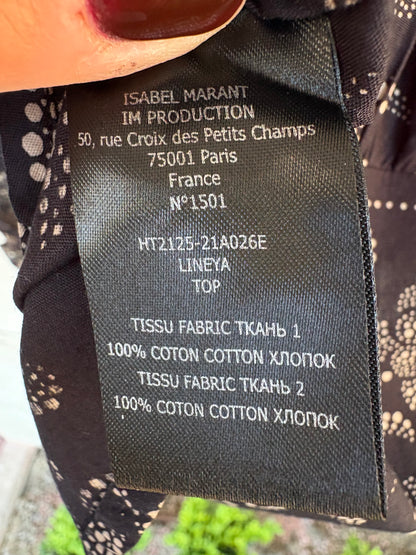 ISABEL MARANT
IM PRODUCTION
50, rue Croix des Petits Champs
75001 Paris
France
N°1501
HT2125-21A026E
LINEYA
TOP
TISSU FABRIC ТКАНЬ 1
100% COTON COTTON ХЛОПОК
TISSU FABRIC ТКАНЬ 2
100% COTON COTTON ХЛОПОК